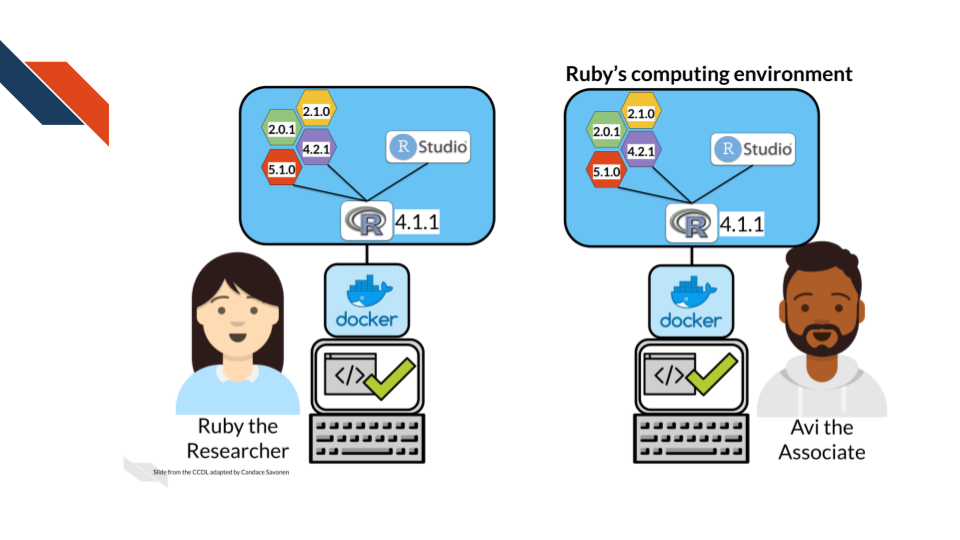 Ruby's computing environment
2.1.0
2.0.1
4.2.1
5.1.0
R Studio
R 4.1.1
docker
</>
Ruby the
Researcher
2.1.0
2.0.1
4.2.1
5.1.0
R Studio
R 4.1.1
docker
</>
Avi the
Associate
Slide from the CCDL adapted by Candace Savonen